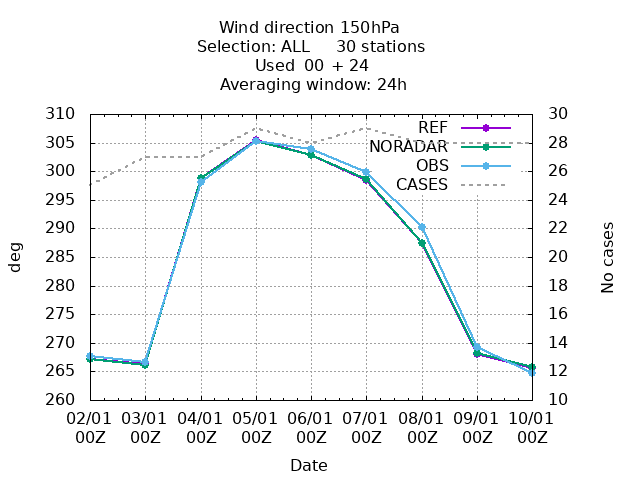 Wind direction 150hPa
Selection: ALL 30 stations
Used 00 + 24
Averaging window: 24h
310 30
305 28
300 26
295 24
290 22
285 20
280 18
275 16
270 14
265 12
260 10
REF
NORADAR
OBS
CASES
deg
No cases
02/01 03/01 04/01 05/01 06/01 07/01 08/01 09/01 10/01
00Z 00Z 00Z 00Z 00Z 00Z 00Z 00Z 00Z
Date